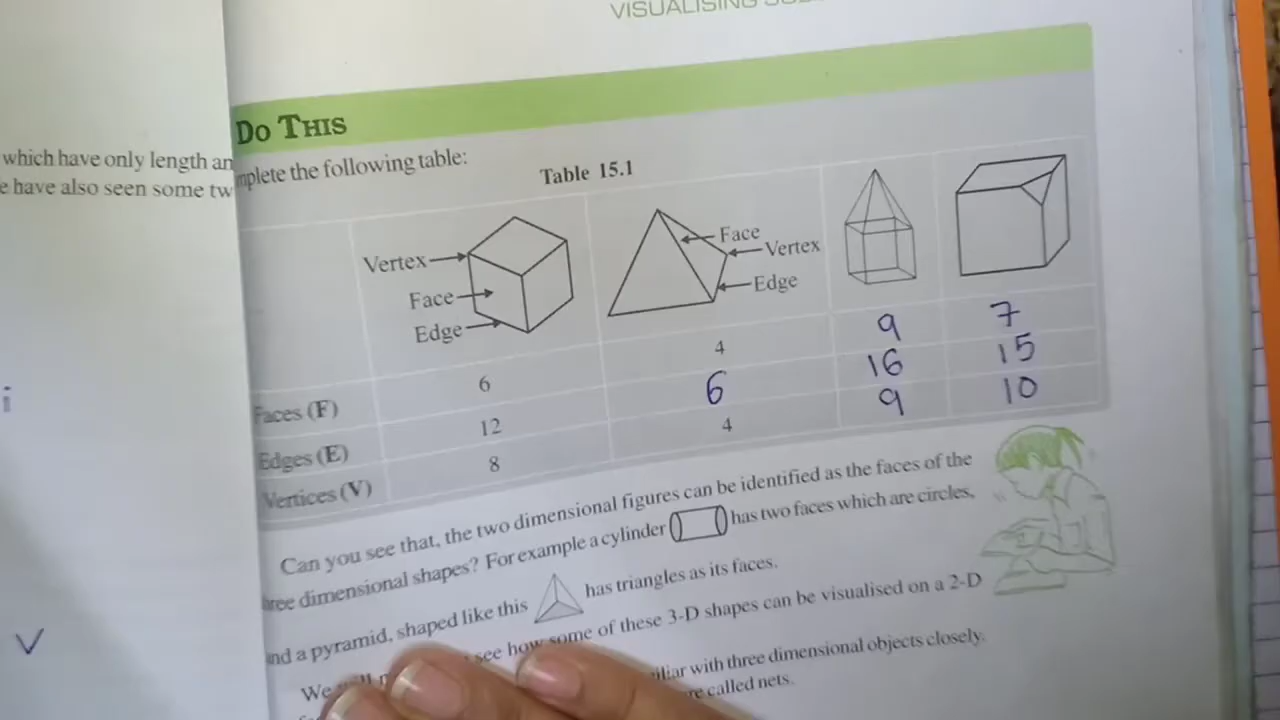 VISUALISING
DO THIS
which have only length an
e have also seen some tw
mplete the following table:
Table 15.1
Vertex
Face
Edge
Face
Vertex
Edge
Faces (F) 6 4 9 7
Edges (E) 12 6 16 15
Vertices (V) 8 4 9 10
Can you see that, the two dimensional figures can be identified as the faces of the
hree dimensional shapes? For example a cylinder has two faces which are circles,
and a pyramid, shaped like this has triangles as its faces.
We see how some of these 3-D shapes can be visualised on a 2-D
iliar with three dimensional objects closely.
re called nets.
i
V